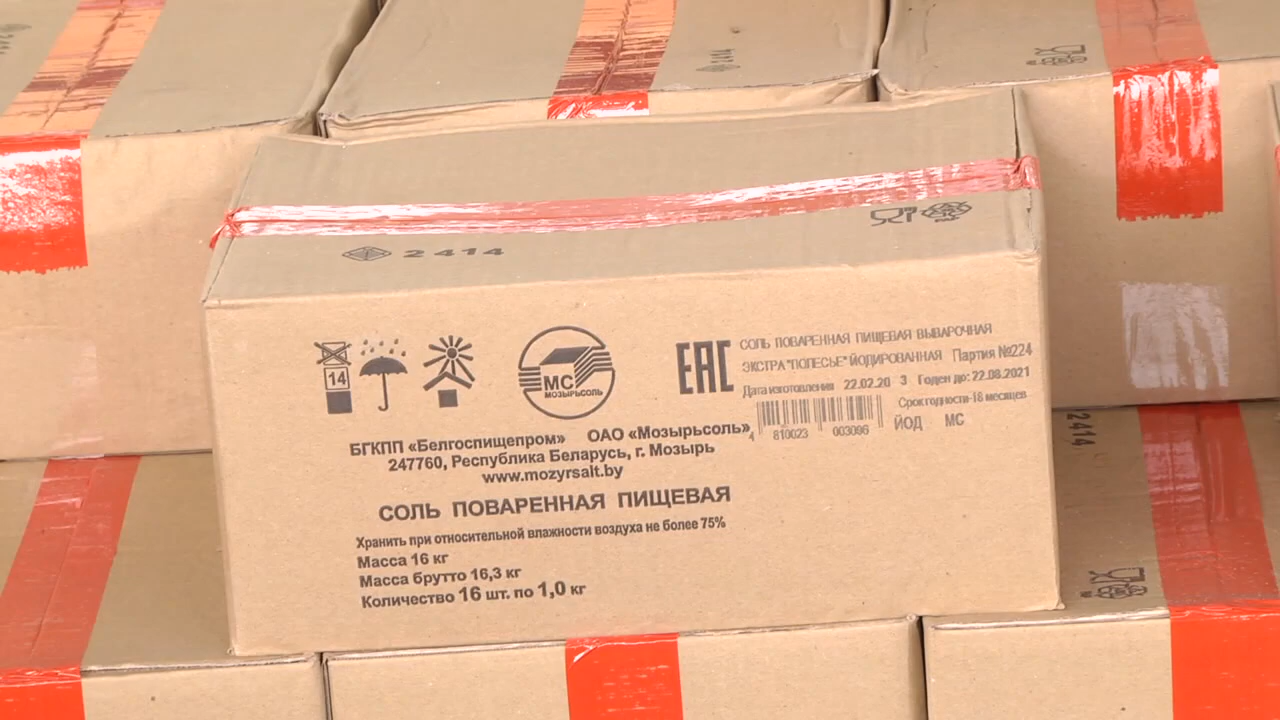 2414
14
МС
МОЗЫРЬСОЛЬ
ЕАС
СОЛЬ ПОВАРЕННАЯ ПИЩЕВАЯ ВЫВАРОЧНАЯ
ЭКСТРА "ПОЛЕСЬЕ" ЙОДИРОВАННАЯ Партия №224
Дата изготовления 22.02.20 3 Годен до: 22.08.2021
Срок годности-18 месяцев
4 810023 003096 ЙОД МС
БГКПП «Белгоспищепром» ОАО «Мозырьсоль»,
247760, Республика Беларусь, г. Мозырь
www.mozyrsalt.by
СОЛЬ ПОВАРЕННАЯ ПИЩЕВАЯ
Хранить при относительной влажности воздуха не более 75%
Масса 16 кг
Масса брутто 16,3 кг
Количество 16 шт. по 1,0 кг
2414